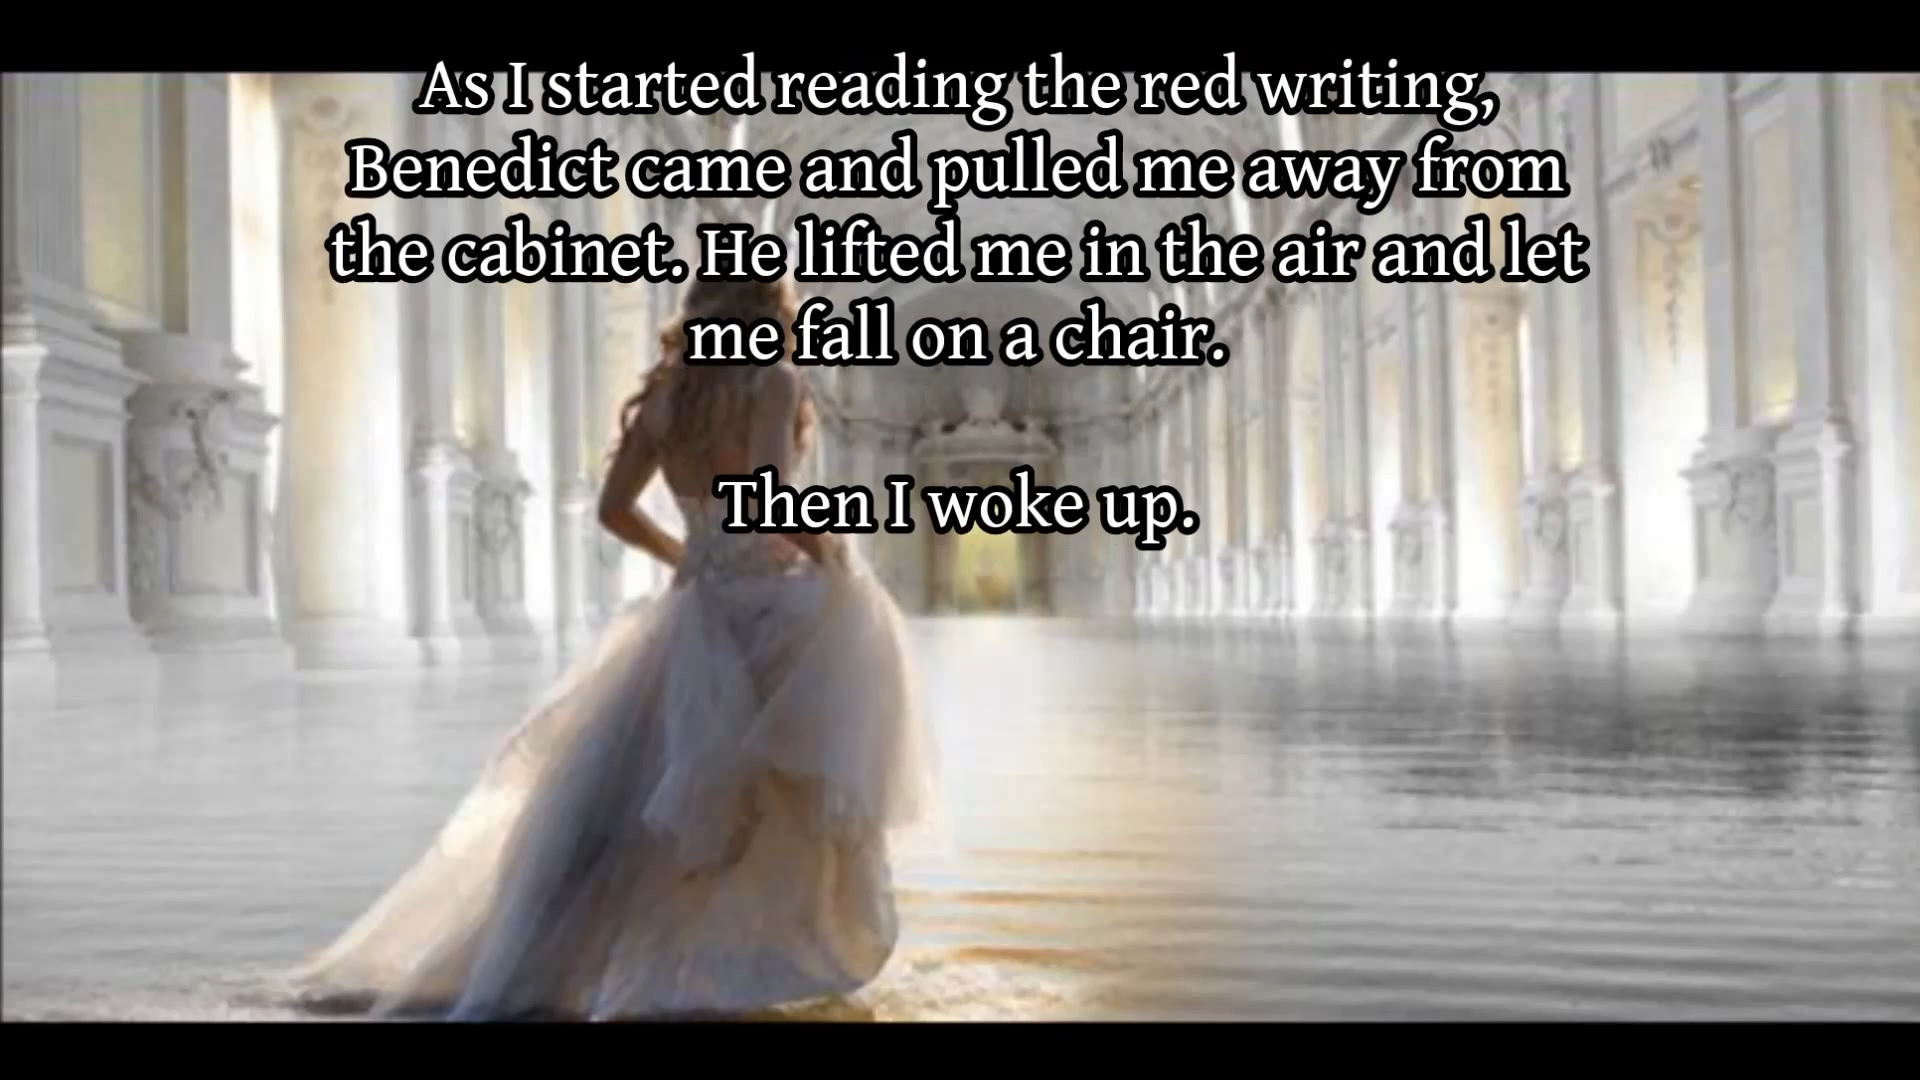 As I started reading the red writing,
Benedict came and pulled me away from
the cabinet. He lifted me in the air and let
me fall on a chair.
Then I woke up.